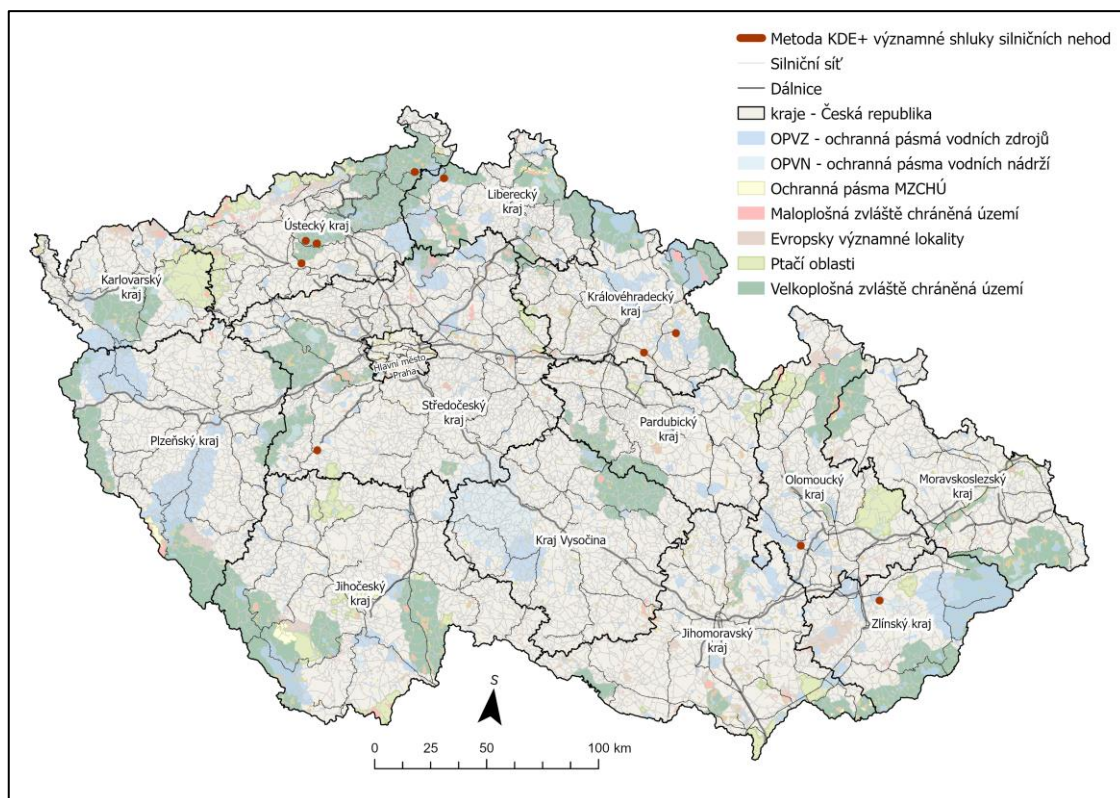 Metoda KDE+ významné shluky silničních nehod
Silniční síť
Dálnice
kraje - Česká republika
OPVZ - ochranná pásmá vodních zdrojů
OPVN - ochranná pásma vodních nádrží
Ochranná pásma MZCHÚ
Maloplošná zvláště chráněná území
Evropsky významné lokality
Ptačí oblasti
Velkoplošná zvláště chráněná území
Liberecký
kraj
Ústecký kraj
Karlovarský
kraj
Královéhradecký
kraj
Hlavní město
Praha
Středočeský
kraj
Plzeňský kraj
Pardubický
kraj
Olomoucký
kraj
Moravskoslezský
kraj
Kraj Vysočina
Jihočeský
kraj
Zlínský kraj
Jihomoravský
kraj
S
0 25 50 100 km